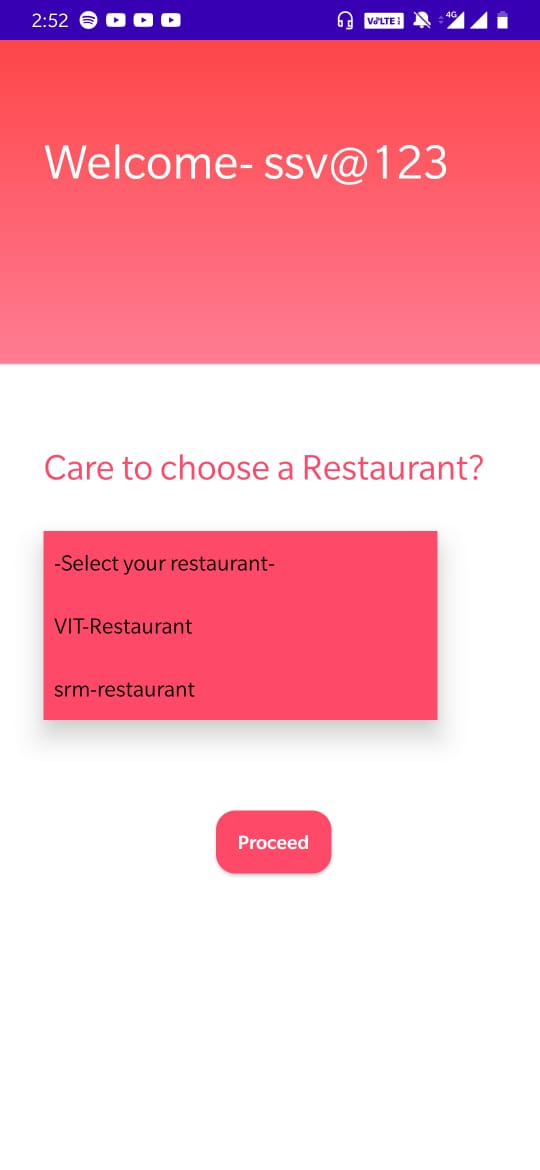 2:52
VoLTE
4G
Welcome- ssv@123
Care to choose a Restaurant?
-Select your restaurant-
VIT-Restaurant
srm-restaurant
Proceed